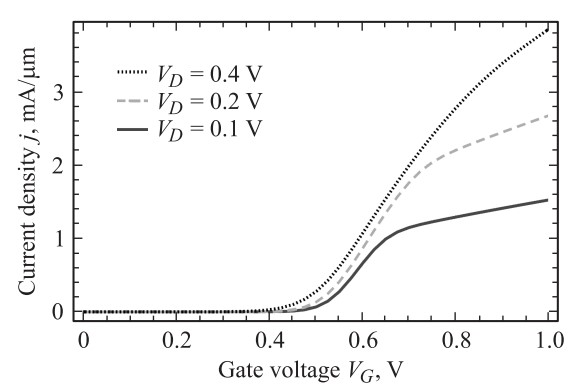 Current density j, mA/μm
3
2
1
0
V_D = 0.4 V
V_D = 0.2 V
V_D = 0.1 V
0 0.2 0.4 0.6 0.8 1.0
Gate voltage V_G, V